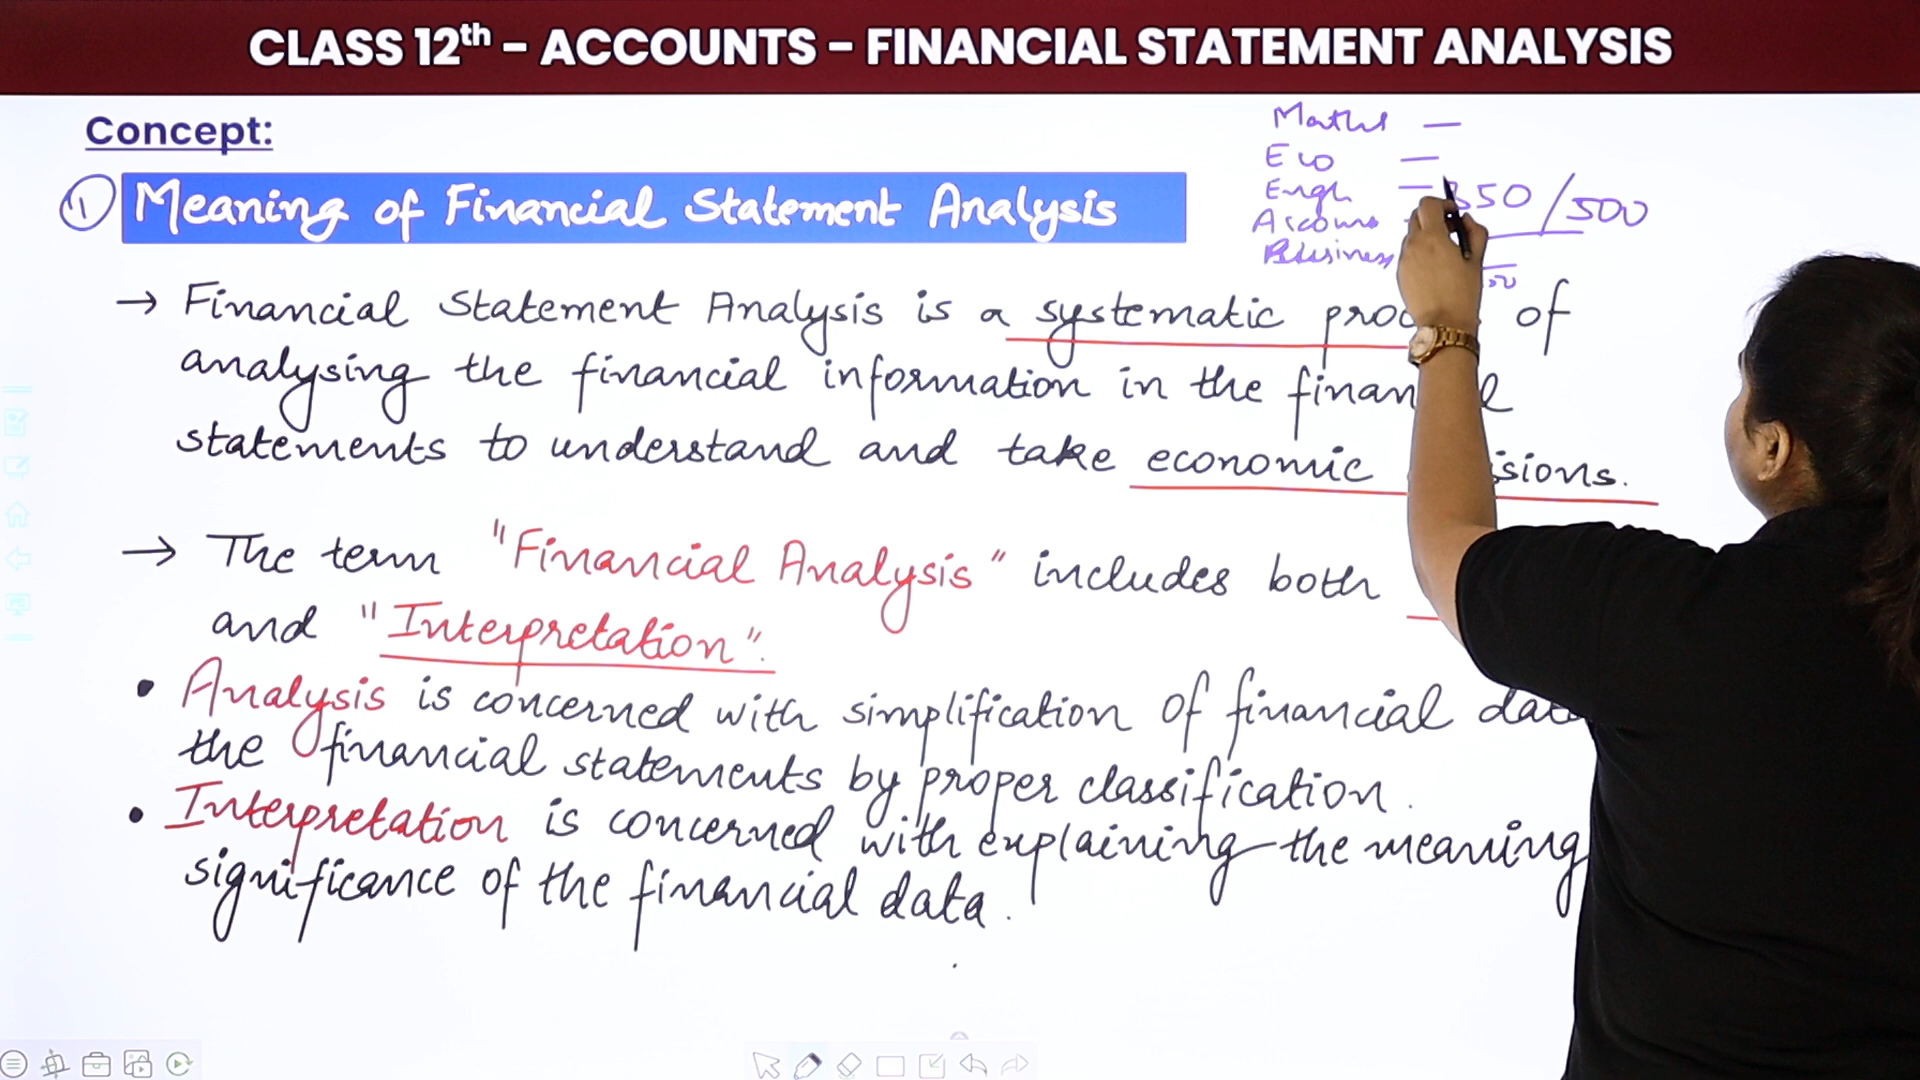 CLASS 12th – ACCOUNTS – FINANCIAL STATEMENT ANALYSIS
Concept:
① Meaning of Financial Statement Analysis
Maths —
Eco —
Engl — 350/500
Accouns
Business
→ Financial Statement Analysis is a systematic of
analysing the financial information in the
statements to understand and take economic
→ The term "Financial Analysis" includes both
and "Interpretation".
• Analysis is concerned with simplification of financial
the financial statements by proper classification.
• Interpretation is concerned with explaining the meaning
significance of the financial data.